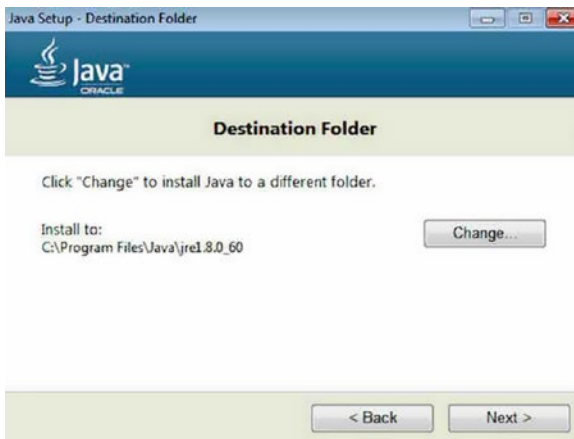 Java Setup - Destination Folder
Java™
ORACLE
Destination Folder
Click "Change" to install Java to a different folder.
Install to:
C:\Program Files\Java\jre1.8.0_60
Change...
< Back
Next >